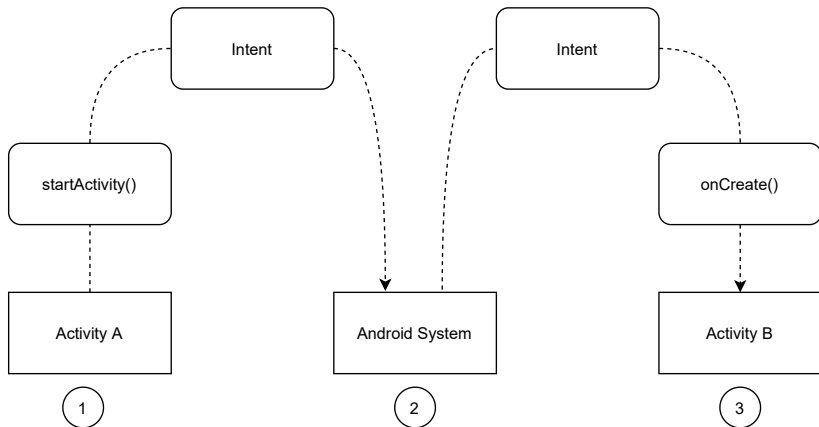 Intent
Intent
startActivity()
onCreate()
Activity A
Android System
Activity B
1
2
3